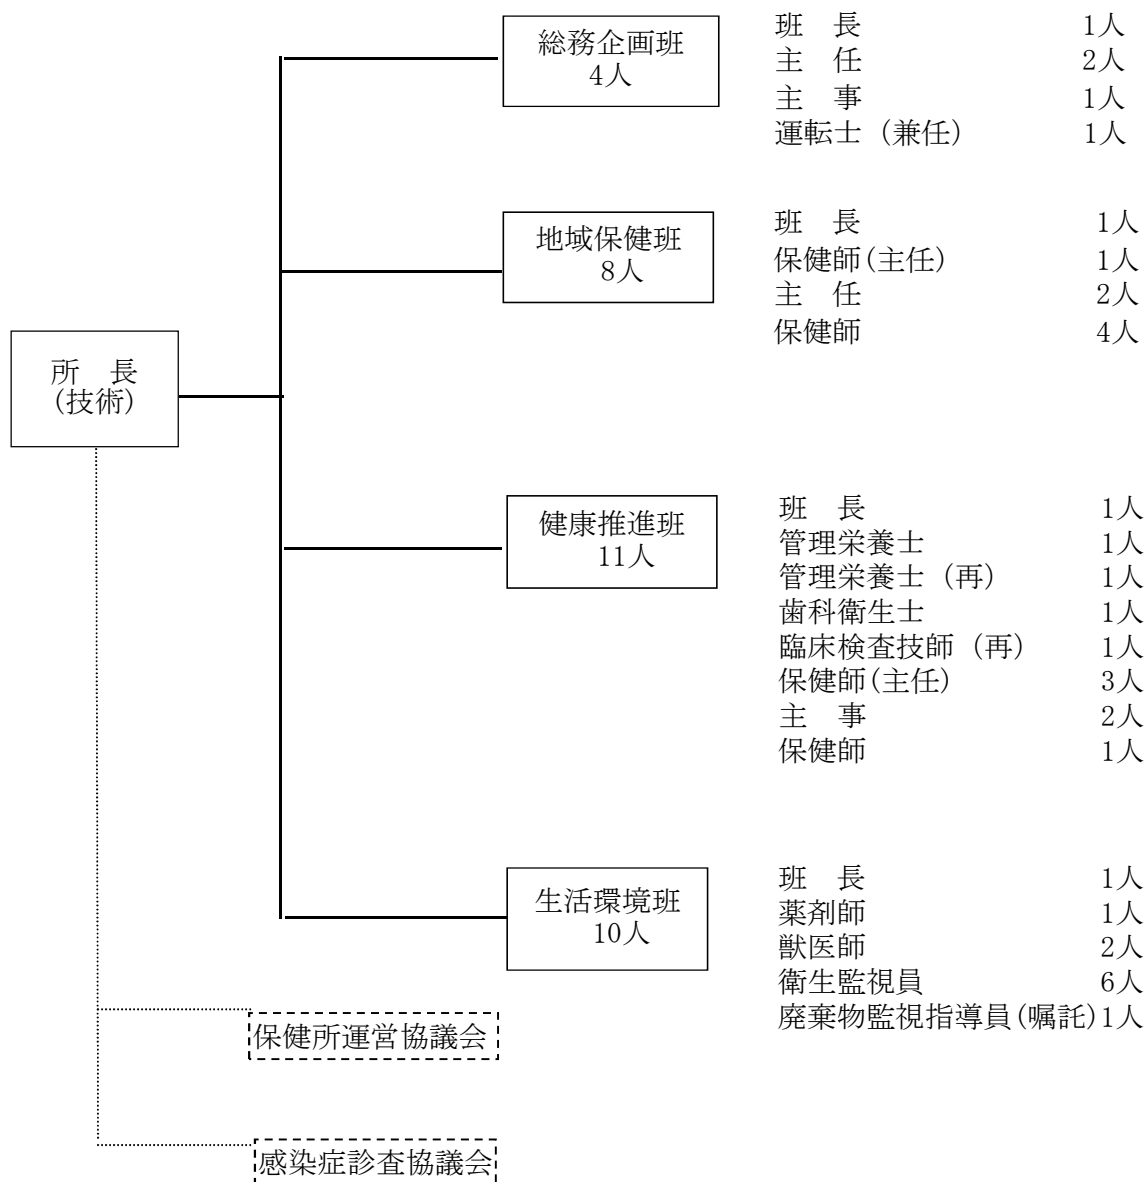 総務企画班
4人
班　長　1人
主　任　2人
主　事　1人
運転士（兼任）　1人
地域保健班
8人
班　長　1人
保健師(主任)　1人
主　任　2人
保健師　4人
所　長
(技術)
健康推進班
11人
班　長　1人
管理栄養士　1人
管理栄養士（再）　1人
歯科衛生士　1人
臨床検査技師（再）　1人
保健師(主任)　3人
主　事　2人
保健師　1人
生活環境班
10人
班　長　1人
薬剤師　1人
獣医師　2人
衛生監視員　6人
廃棄物監視指導員(嘱託)1人
保健所運営協議会
感染症診査協議会